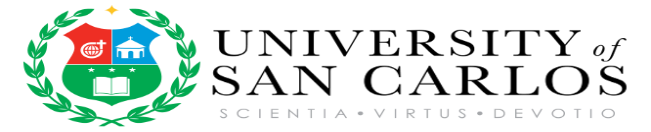 UNIVERSITY of
SAN CARLOS
SCIENTIA • VIRTUS • DEVOTIO